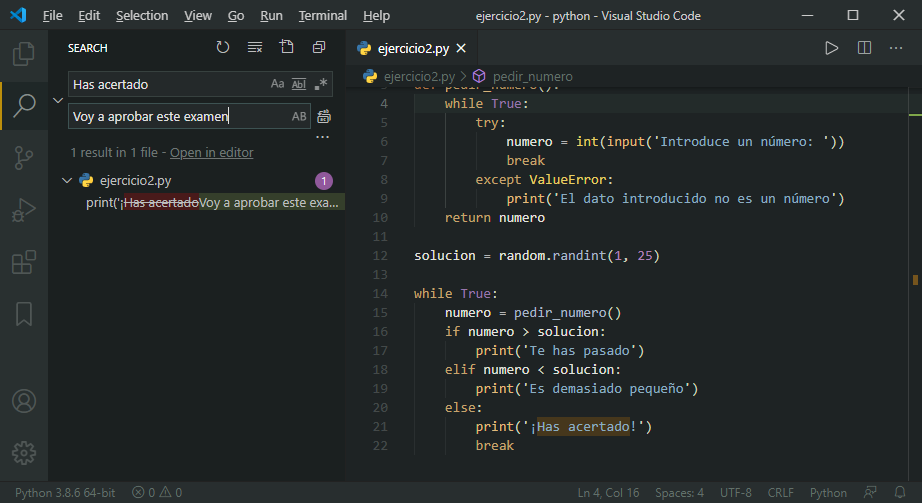 File Edit Selection View Go Run Terminal Help ejercicio2.py - python - Visual Studio Code
SEARCH
Has acertado Aa Abl .*
Voy a aprobar este examen AB
...
1 result in 1 file - Open in editor
ejercicio2.py 1
print('¡Has acertadoVoy a aprobar este exa...
ejercicio2.py
ejercicio2.py > pedir_numero
3 def pedir_numero():
4 while True:
5 try:
6 numero = int(input('Introduce un número: '))
7 break
8 except ValueError:
9 print('El dato introducido no es un número')
10 return numero
11
12 solucion = random.randint(1, 25)
13
14 while True:
15 numero = pedir_numero()
16 if numero > solucion:
17 print('Te has pasado')
18 elif numero < solucion:
19 print('Es demasiado pequeño')
20 else:
21 print('¡Has acertado!')
22 break
Python 3.8.6 64-bit 0 0 Ln 4, Col 16 Spaces: 4 UTF-8 CRLF Python